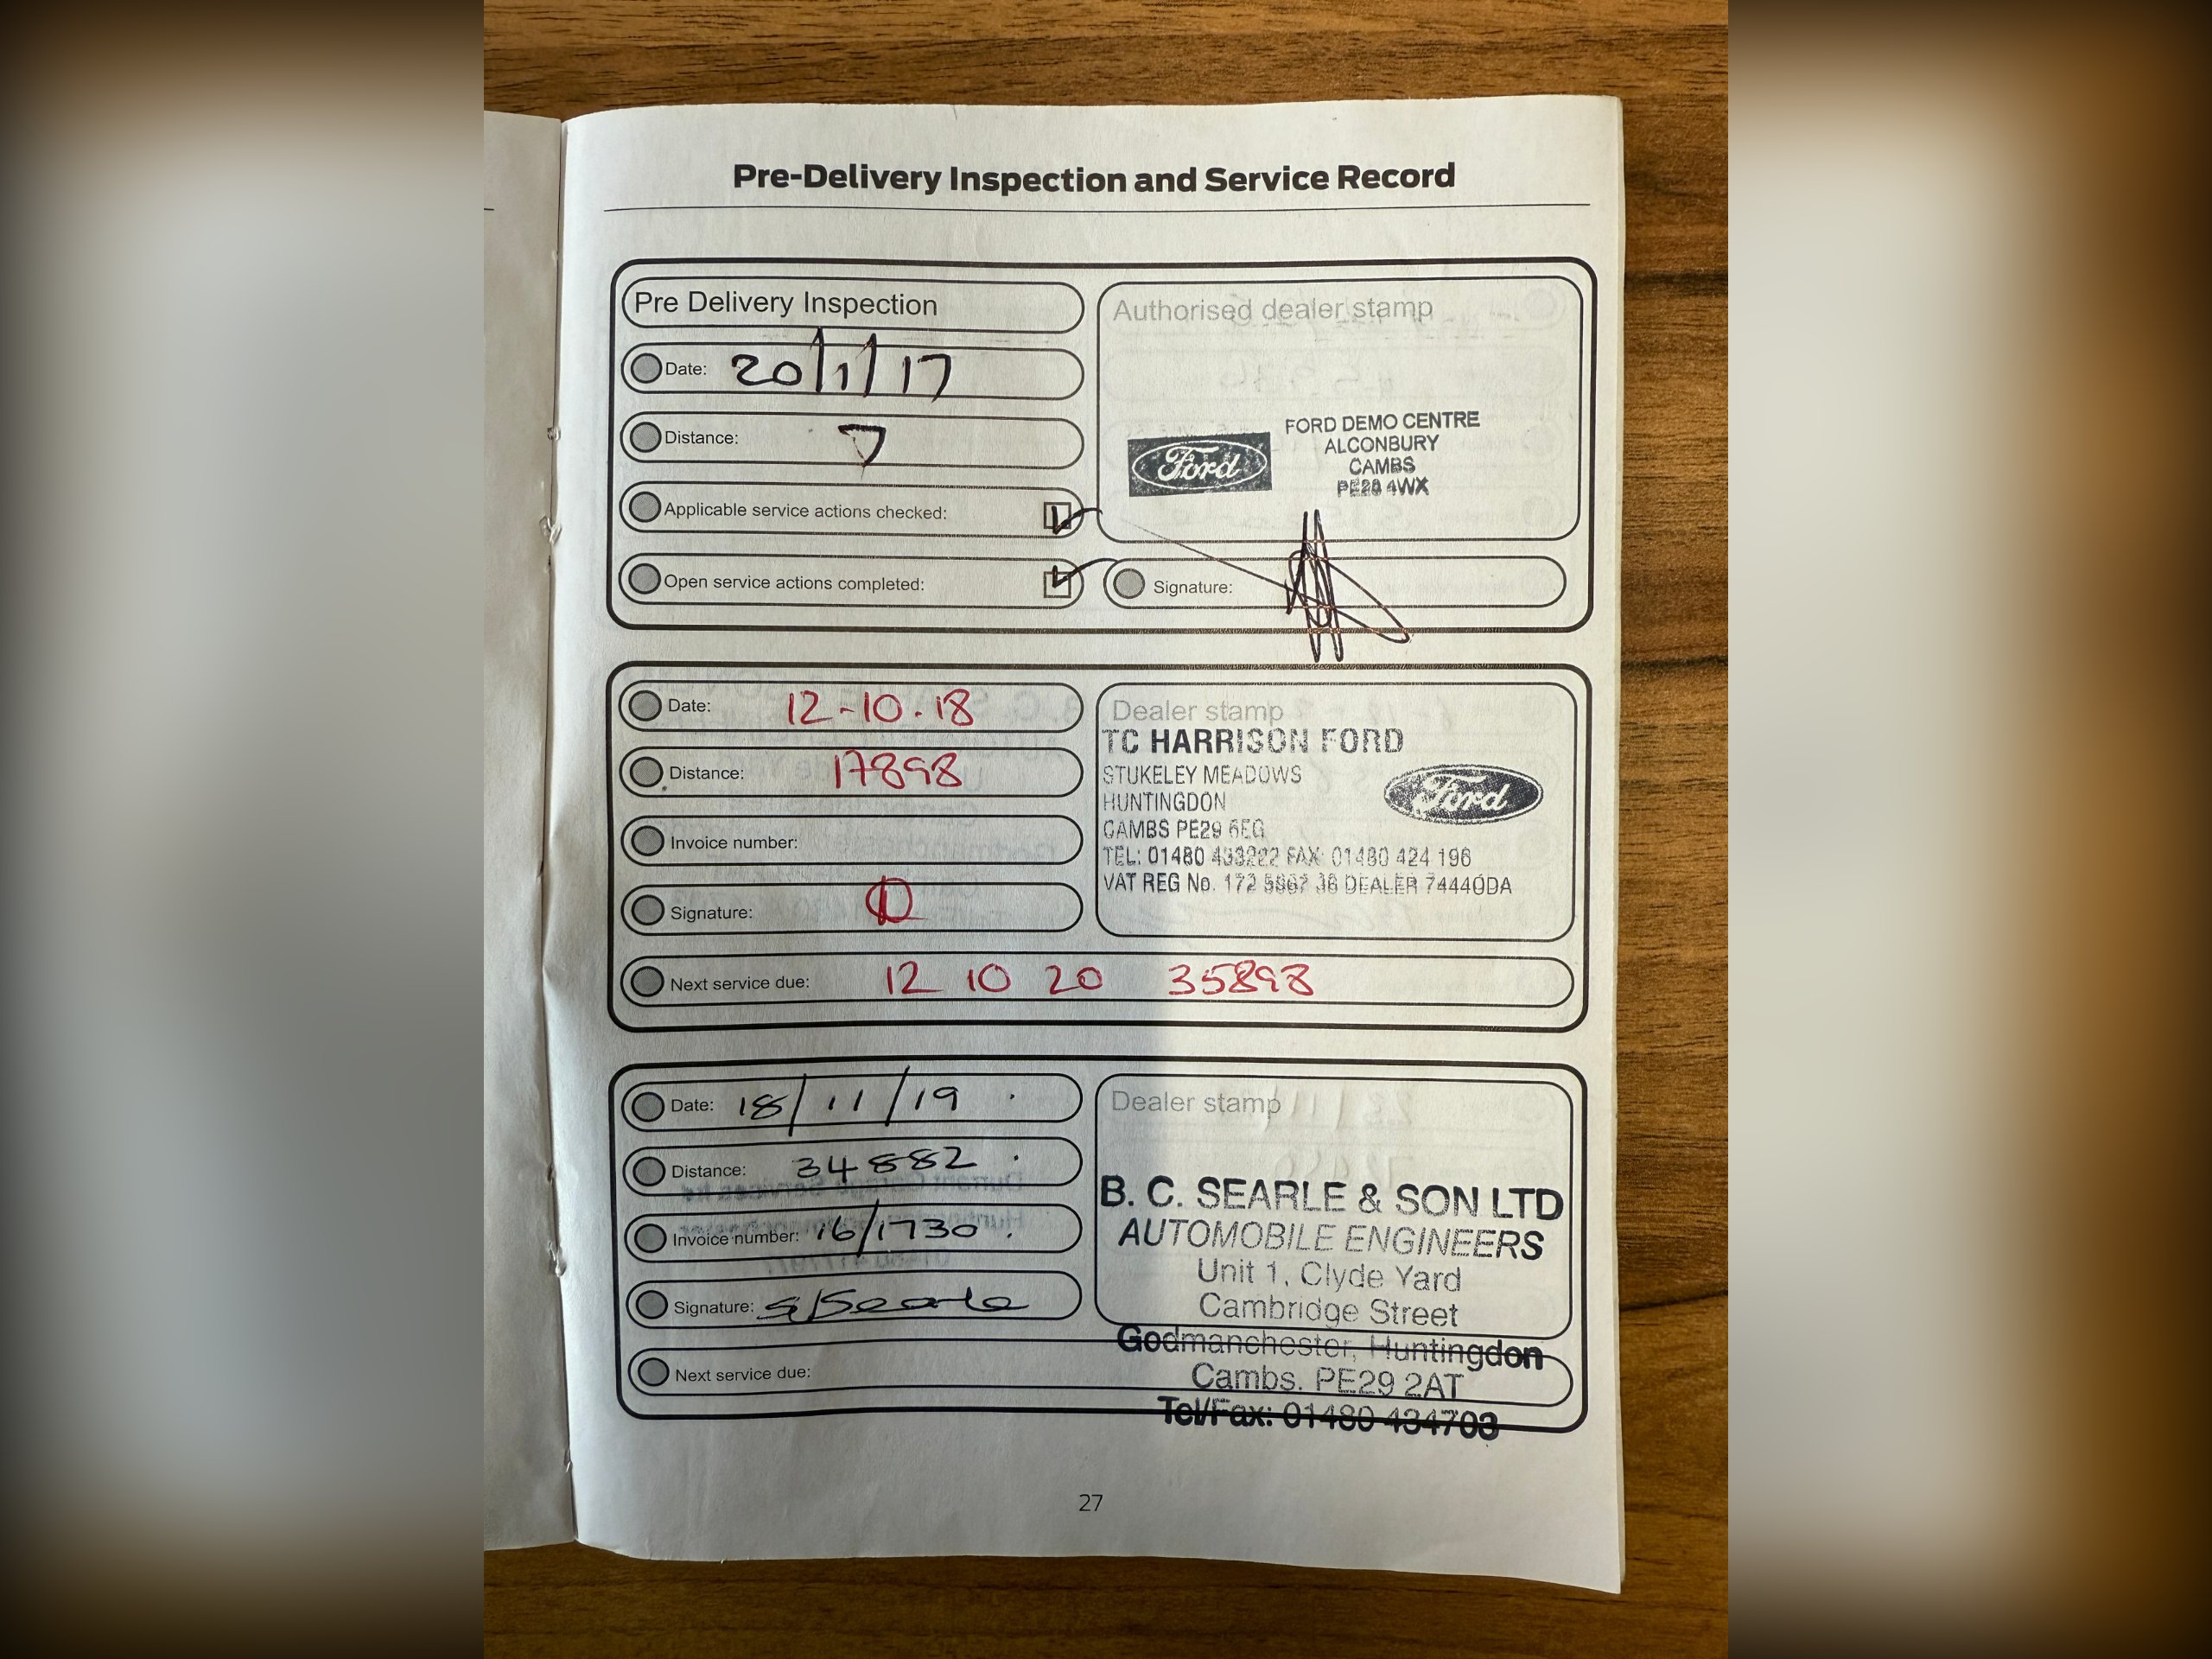 Pre-Delivery Inspection and Service Record
Pre Delivery Inspection
Authorised dealer stamp
Date: 20/1/17
Distance: 7
Ford
FORD DEMO CENTRE
ALCONBURY
CAMBS
PE28 4WX
Applicable service actions checked:
Open service actions completed:
Signature:
Date: 12-10-18
Distance: 17898
Invoice number:
Signature:
Dealer stamp
TC HARRISON FORD
STUKELEY MEADOWS
HUNTINGDON
CAMBS PE29 6EG
TEL: 01480 453222 FAX: 01480 424 196
VAT REG No. 172 36 DEALER 74440DA
Ford
Next service due: 12 10 20 35898
Date: 18/11/19
Distance: 34882
Invoice number: 16/1730
Signature: S Searle
Dealer stamp
B. C. SEARLE & SON LTD
AUTOMOBILE ENGINEERS
Unit 1, Clyde Yard
Cambridge Street
Godmanchester, Huntingdon
Cambs. PE29 2AT
Tel/Fax: 01480 434703
Next service due:
27